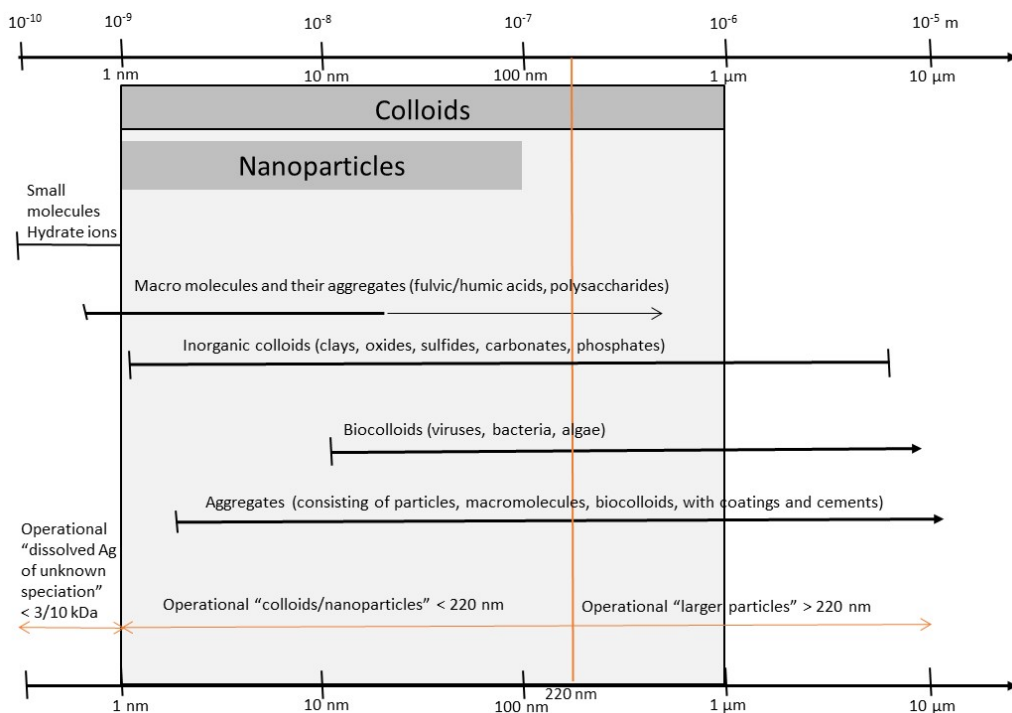 10-10
10-9
10-8
10-7
10-6
10-5 m
1 nm
10 nm
100 nm
1 µm
10 µm
Colloids
Nanoparticles
Small
molecules
Hydrate ions
Macro molecules and their aggregates (fulvic/humic acids, polysaccharides)
Inorganic colloids (clays, oxides, sulfides, carbonates, phosphates)
Biocolloids (viruses, bacteria, algae)
Aggregates (consisting of particles, macromolecules, biocolloids, with coatings and cements)
Operational
“dissolved Ag
of unknown
speciation”
< 3/10 kDa
Operational “colloids/nanoparticles” < 220 nm
Operational “larger particles” > 220 nm
1 nm
10 nm
100 nm
220 nm
1 µm
10 µm